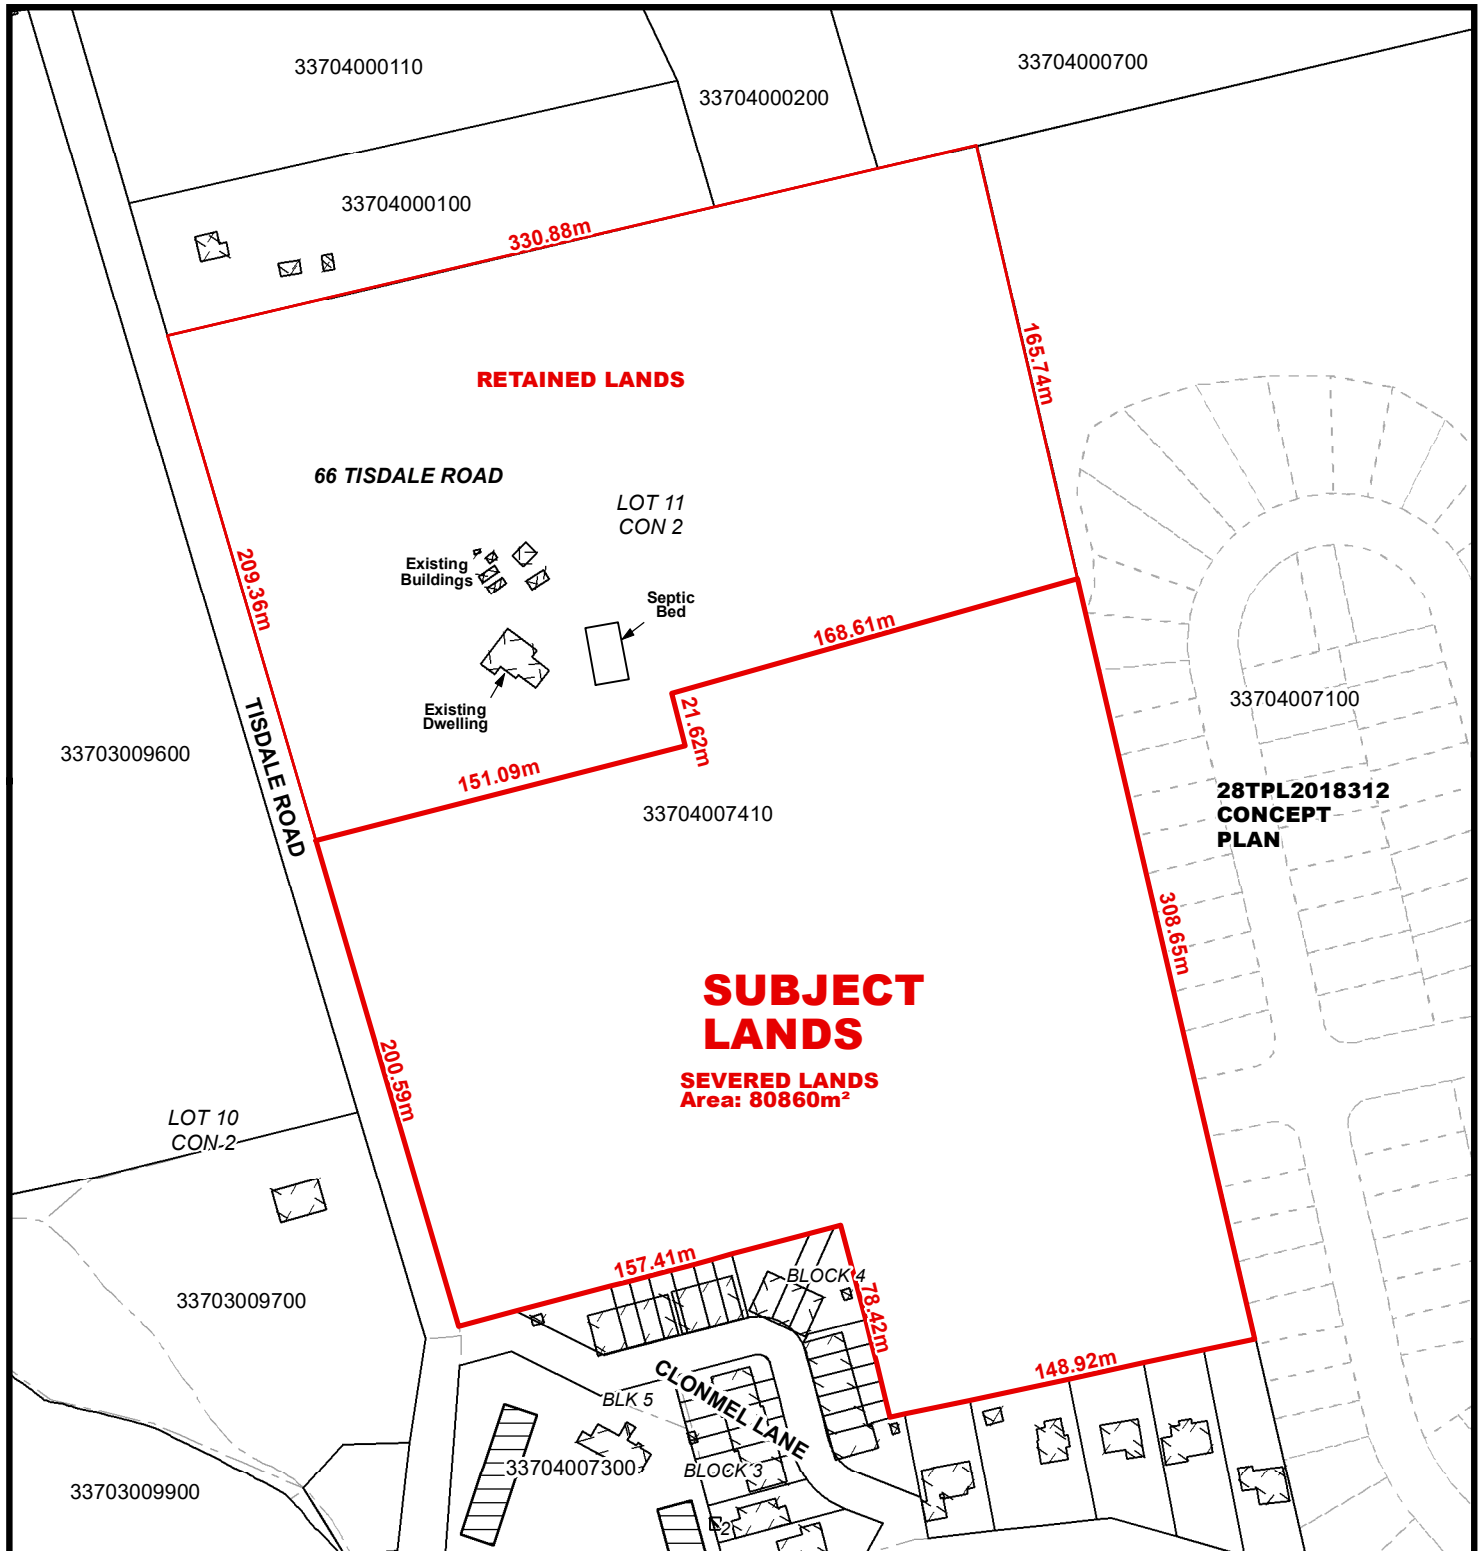 33704000110
33704000700
33704000200
33704000100
330.88m
165.74m
RETAINED LANDS
66 TISDALE ROAD
LOT 11
CON 2
209.36m
Existing
Buildings
Septic
Bed
168.61m
Existing
Dwelling
21.62m
TISDALE ROAD
33704007100
33703009600
151.09m
33704007410
28TPL2018312
CONCEPT
PLAN
308.65m
SUBJECT
LANDS
SEVERED LANDS
Area: 80860m²
200.59m
LOT 10
CON 2
157.41m
BLOCK 4
78.42m
33703009700
148.92m
CLONMEL LANE
BLK 5
33704007300
BLOCK 3
33703009900
2